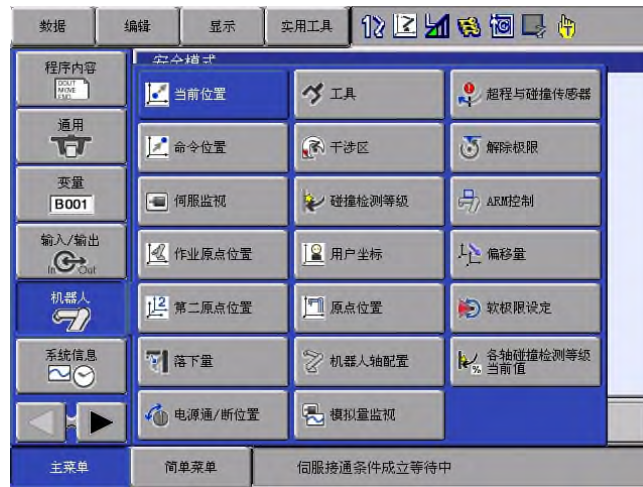 数据
编辑
显示
实用工具
程序内容
DOUT
MOVE
END
通用
变量
B001
输入/输出
In Out
机器人
系统信息
安全模式
当前位置
工具
超程与碰撞传感器
命令位置
干涉区
解除极限
伺服监视
碰撞检测等级
ARM控制
作业原点位置
用户坐标
偏移量
第二原点位置
原点位置
软极限设定
落下量
机器人轴配置
各轴碰撞检测等级
当前值
电源通/断位置
模拟量监视
主菜单
简单菜单
伺服接通条件成立等待中